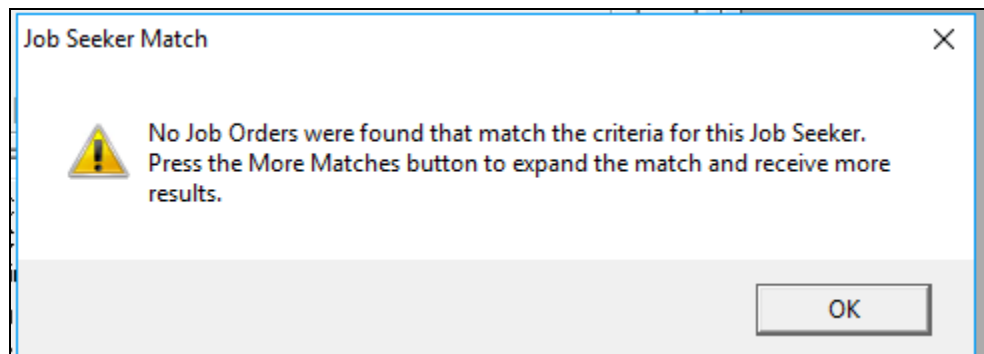 Job Seeker Match
No Job Orders were found that match the criteria for this Job Seeker.
Press the More Matches button to expand the match and receive more
results.
OK